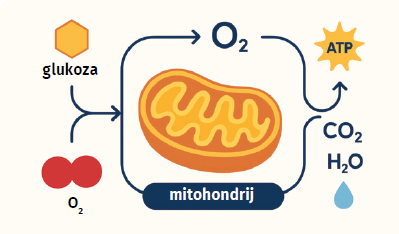 glukoza
O₂
O₂
mitohondrij
ATP
CO₂
H₂O